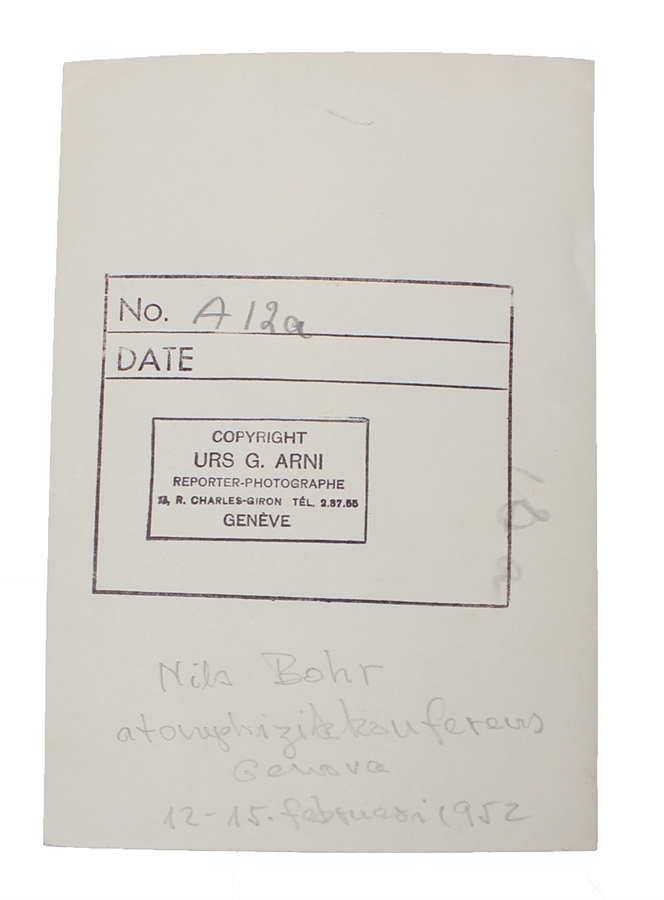 No. A12a
DATE
COPYRIGHT
URS G. ARNI
REPORTER-PHOTOGRAPHE
12, R. CHARLES-GIRON TÉL. 2.87.55
GENÈVE
Nils Bohr
atomphizikkonferens
Genova
12-15. februari 1952